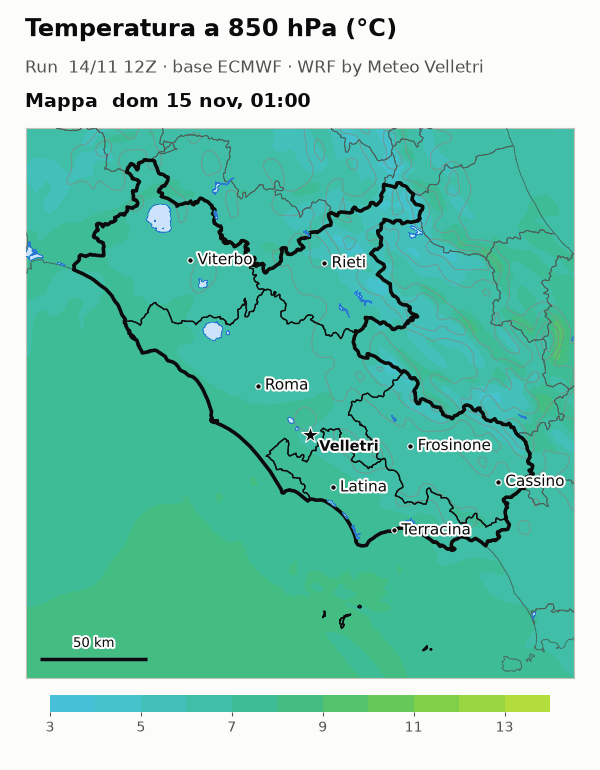 Temperatura a 850 hPa (°C)
Run  14/11 12Z · base ECMWF · WRF by Meteo Velletri
Mappa  dom 15 nov, 01:00
Viterbo
Rieti
Roma
Velletri
Frosinone
Latina
Cassino
Terracina
50 km
3 5 7 9 11 13